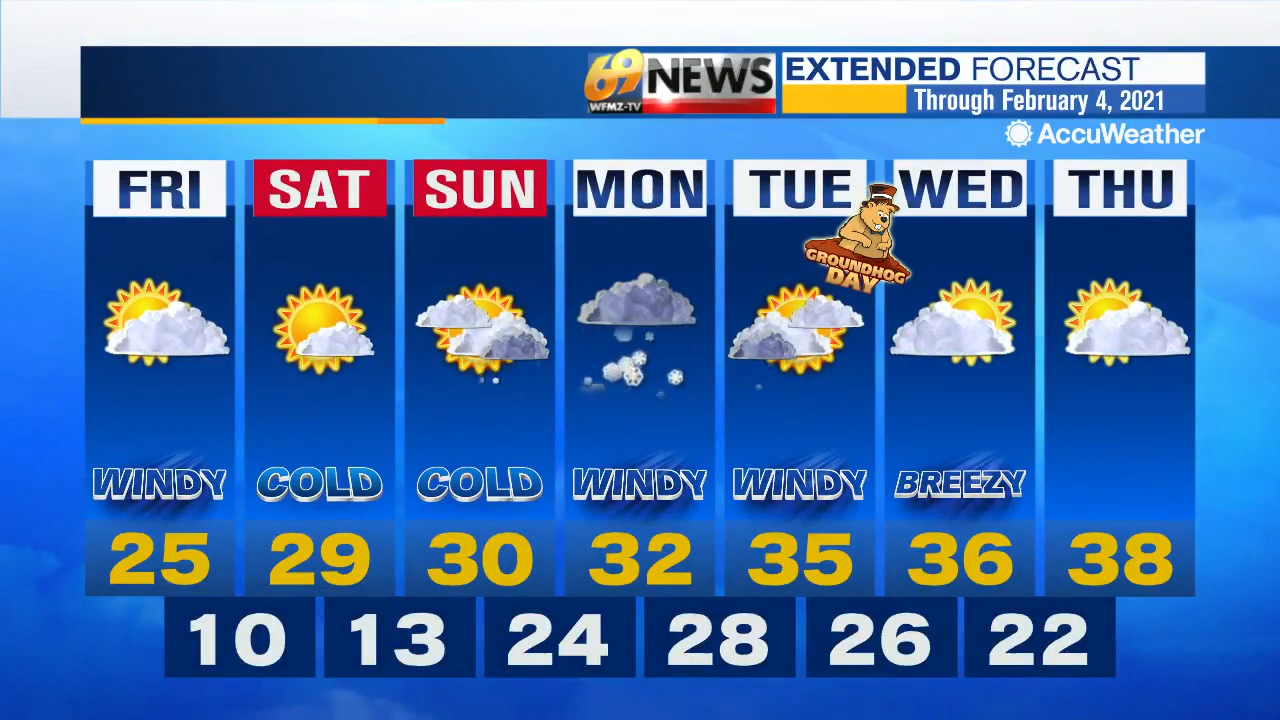 69 NEWS
WFMZ-TV
EXTENDED FORECAST
Through February 4, 2021
AccuWeather
FRI SAT SUN MON TUE WED THU
GROUNDHOG
DAY
WINDY COLD COLD WINDY WINDY BREEZY
25 29 30 32 35 36 38
10 13 24 28 26 22